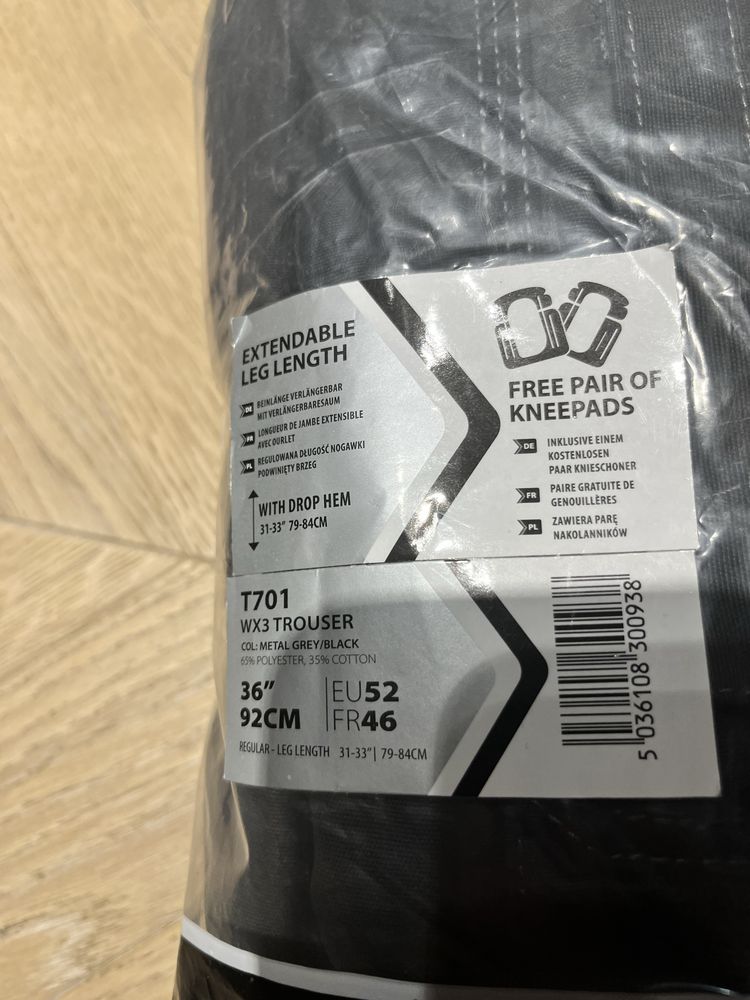 EXTENDABLE
LEG LENGTH
DE BEINLÄNGE VERLÄNGERBAR
MIT VERLÄNGERBARESAUM
FR LONGUEUR DE JAMBE EXTENSIBLE
AVEC OURLET
PL REGULOWANA DŁUGOŚĆ NOGAWKI
PODWINIĘTY BRZEG
WITH DROP HEM
31-33" 79-84CM
FREE PAIR OF
KNEEPADS
DE INKLUSIVE EINEM
KOSTENLOSEN
PAAR KNIESCHONER
FR PAIRE GRATUITE DE
GENOUILLÈRES
PL ZAWIERA PARĘ
NAKOLANNIKÓW
T701
WX3 TROUSER
COL: METAL GREY/BLACK
65% POLYESTER, 35% COTTON
36" EU52
92CM FR46
REGULAR - LEG LENGTH 31-33" | 79-84CM
5 036108 300938